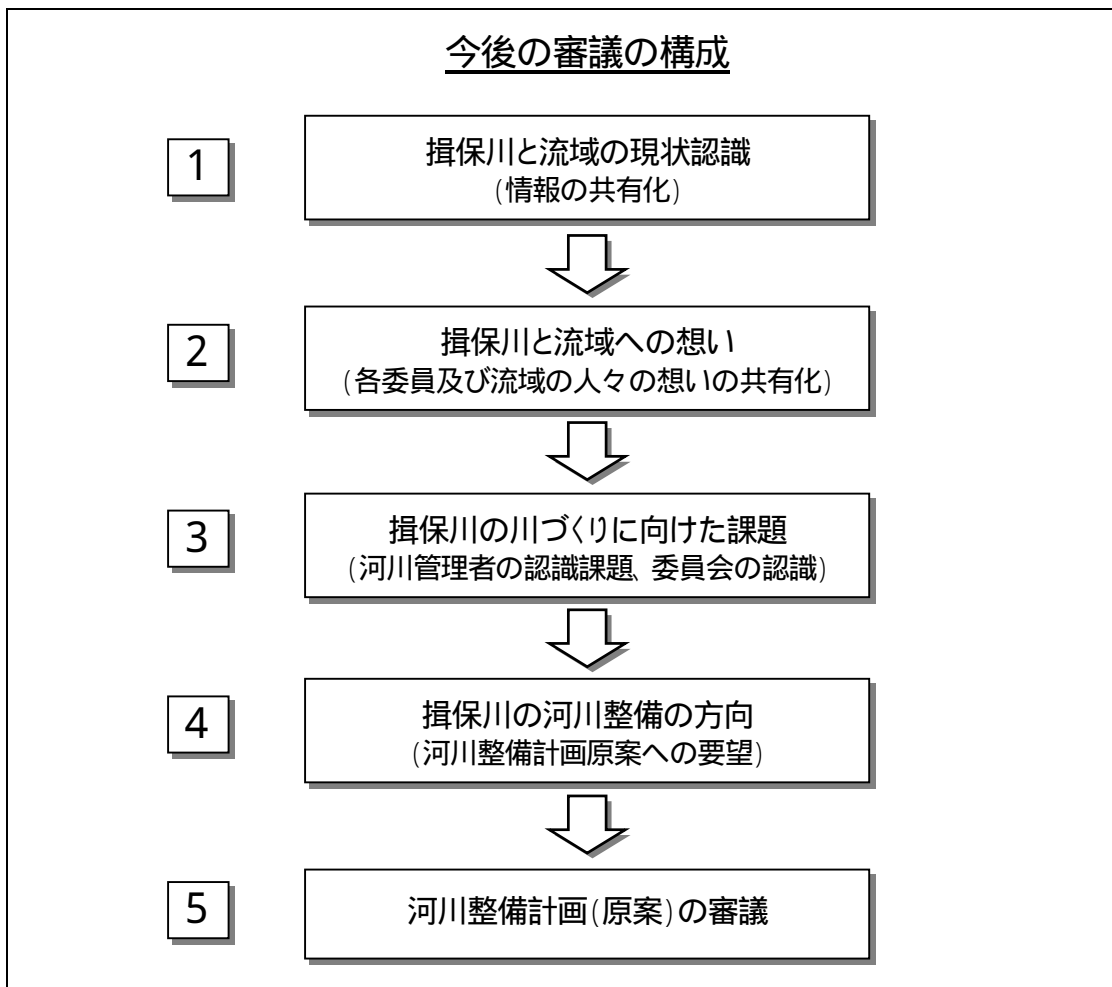 今後の審議の構成
1
揖保川と流域の現状認識
(情報の共有化)
2
揖保川と流域への想い
(各委員及び流域の人々の想いの共有化)
3
揖保川の川づくりに向けた課題
(河川管理者の認識課題、委員会の認識)
4
揖保川の河川整備の方向
(河川整備計画原案への要望)
5
河川整備計画(原案)の審議